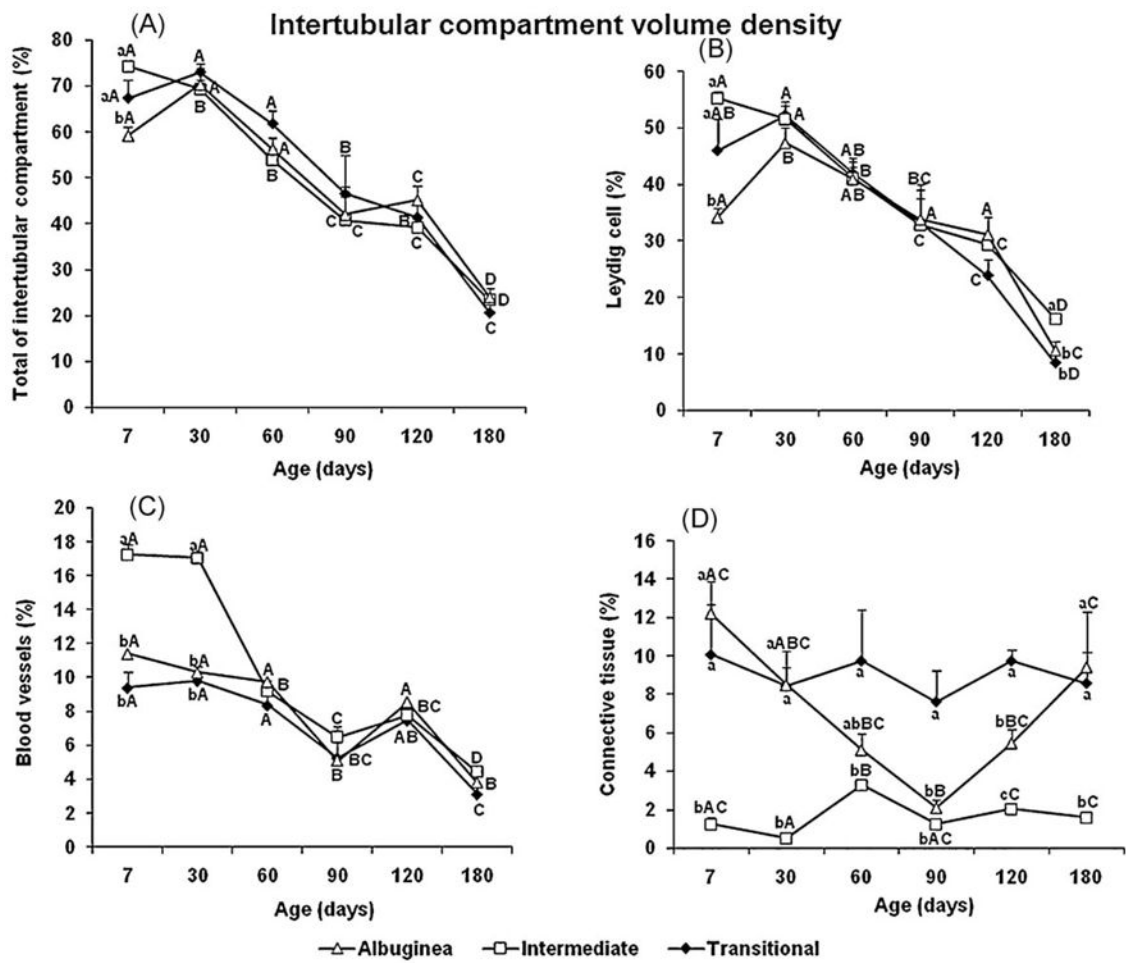 Intertubular compartment volume density
(A)
Total of intertubular compartment (%)
80
70
60
50
40
30
20
10
0
aA
aA
bA
A
A
B
A
A
B
B
C
C
C
B
C
D
D
C
7 30 60 90 120 180
Age (days)
(B)
Leydig cell (%)
60
50
40
30
20
10
0
aA
aAB
bA
A
A
B
AB
B
AB
BC
A
C
A
C
C
aD
bC
bD
7 30 60 90 120 180
Age (days)
(C)
Blood vessels (%)
20
18
16
14
12
10
8
6
4
2
0
aA
bA
bA
aA
bA
bA
A
B
A
C
BC
B
A
BC
AB
D
B
C
7 30 60 90 120 180
Age (days)
(D)
Connective tissue (%)
14
12
10
8
6
4
2
0
aAC
a
bAC
aABC
a
bA
a
abBC
bB
a
bB
bAC
a
bBC
cC
aC
a
bC
7 30 60 90 120 180
Age (days)
Albuginea Intermediate Transitional